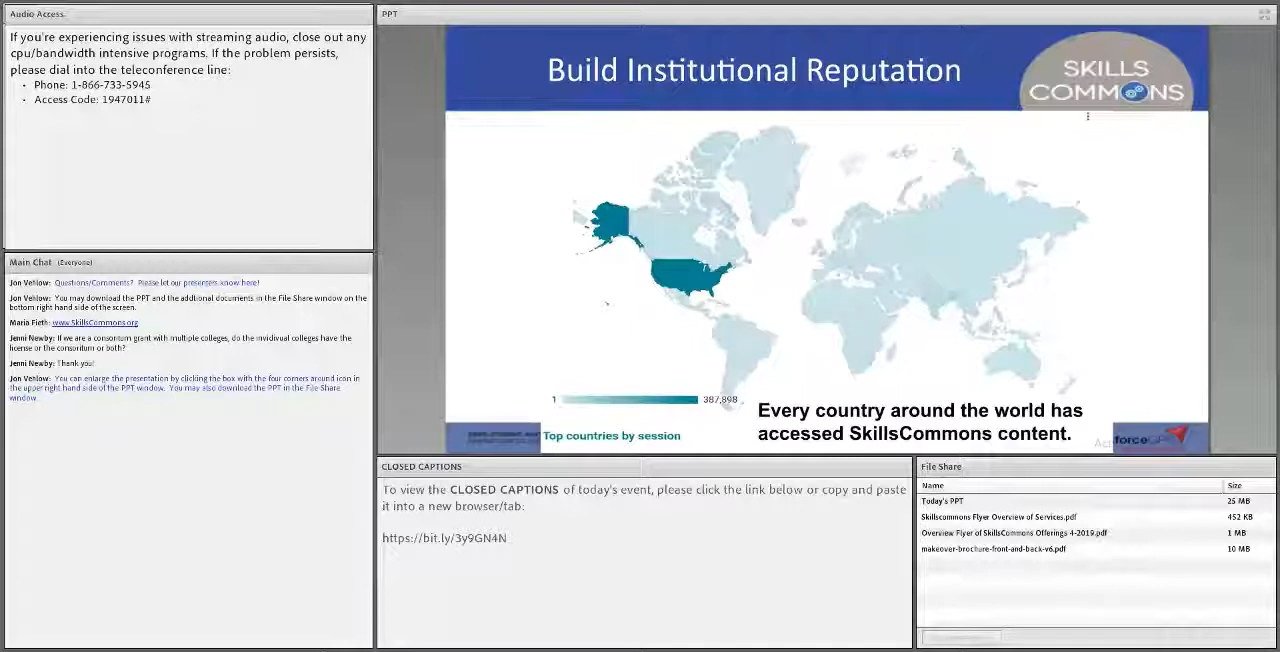 Audio Access
If you're experiencing issues with streaming audio, close out any
cpu/bandwidth intensive programs. If the problem persists,
please dial into the teleconference line:
• Phone: 1-866-733-5945
• Access Code: 1947011#
Main Chat (Everyone)
Jon Vehlow: Questions/Comments? Please let our presenters know here!
Jon Vehlow: You may download the PPT and the addtional documents in the File Share window on the
bottom right hand side of the screen.
Maria Fieth: www.SkillsCommons.org
Jenni Newby: If we are a consortum grant with multiple colleges, do the invidivual colleges have the
license or the consortium or both?
Jenni Newby: Thank you!
Jon Vehlow: You can enlarge the presentation by clicking the box with the four corners around icon in
the upper right hand side of the PPT window. You may also download the PPT in the File Share
window.
PPT
Build Institutional Reputation
SKILLS
COMMONS
1 387,898
Top countries by session
Every country around the world has
accessed SkillsCommons content.
forceGPS
CLOSED CAPTIONS
To view the CLOSED CAPTIONS of today's event, please click the link below or copy and paste
it into a new browser/tab:
https://bit.ly/3y9GN4N
File Share
Name Size
Today's PPT 25 MB
Skillscommons Flyer Overview of Services.pdf 452 KB
Overview Flyer of SkillsCommons Offerings 4-2019.pdf 1 MB
makeover-brochure-front-and-back-v6.pdf 10 MB